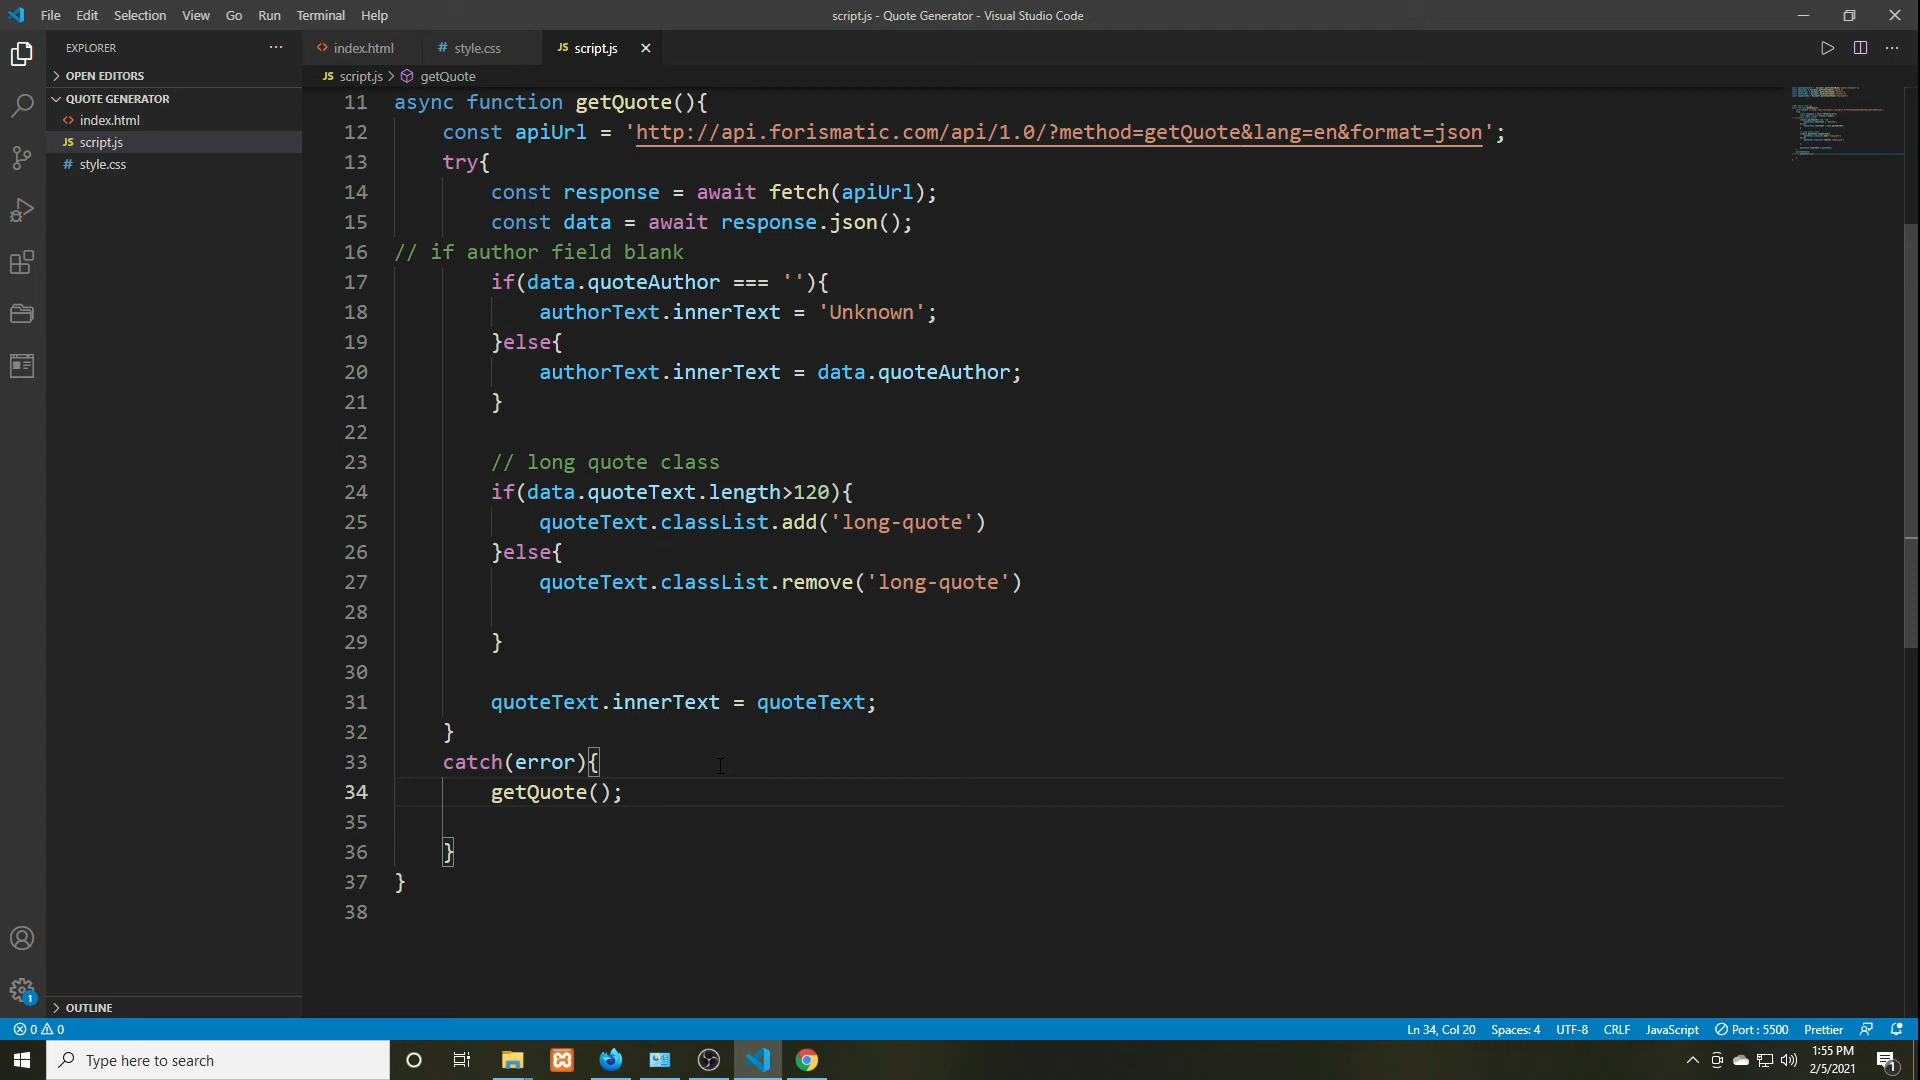 File Edit Selection View Go Run Terminal Help
script.js - Quote Generator - Visual Studio Code
EXPLORER
OPEN EDITORS
QUOTE GENERATOR
index.html
JS script.js
# style.css
index.html
# style.css
JS script.js
JS script.js > getQuote
11 async function getQuote(){
12 const apiUrl = 'http://api.forismatic.com/api/1.0/?method=getQuote&lang=en&format=json';
13 try{
14 const response = await fetch(apiUrl);
15 const data = await response.json();
16 // if author field blank
17 if(data.quoteAuthor === ''){
18 authorText.innerText = 'Unknown';
19 }else{
20 authorText.innerText = data.quoteAuthor;
21 }
22
23 // long quote class
24 if(data.quoteText.length>120){
25 quoteText.classList.add('long-quote')
26 }else{
27 quoteText.classList.remove('long-quote')
28
29 }
30
31 quoteText.innerText = quoteText;
32 }
33 catch(error){
34 getQuote();
35
36 }
37 }
38
1
OUTLINE
0 0
Ln 34, Col 20 Spaces: 4 UTF-8 CRLF JavaScript Port : 5500 Prettier
Type here to search
1:55 PM
2/5/2021
1